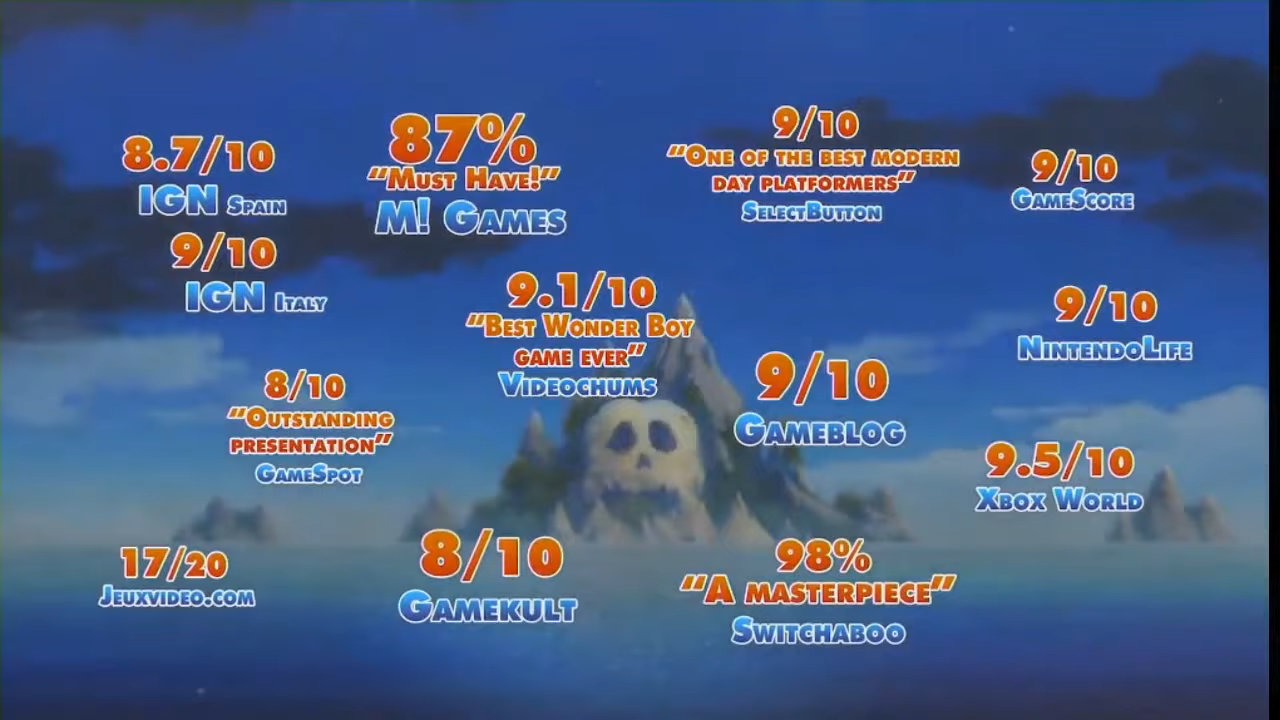 8.7/10
IGN Spain
87%
"Must Have!"
M! Games
9/10
"One of the best modern
day platformers"
SelectButton
9/10
GameScore
9/10
IGN Italy
9.1/10
"Best Wonder Boy
game ever"
Videochums
9/10
NintendoLife
8/10
"Outstanding
presentation"
GameSpot
9/10
Gameblog
9.5/10
Xbox World
17/20
Jeuxvideo.com
8/10
Gamekult
98%
"A masterpiece"
Switchaboo